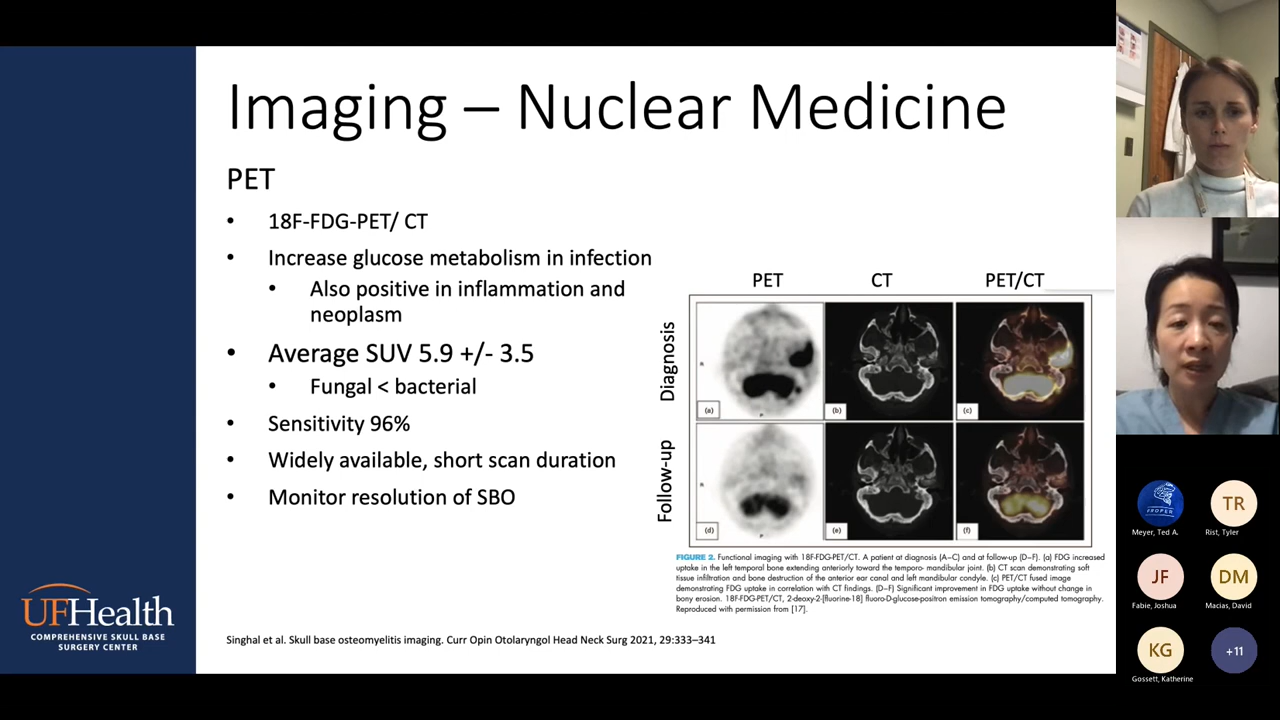 Imaging – Nuclear Medicine
PET
• 18F-FDG-PET/ CT
• Increase glucose metabolism in infection
• Also positive in inflammation and
neoplasm
• Average SUV 5.9 +/- 3.5
• Fungal < bacterial
• Sensitivity 96%
• Widely available, short scan duration
• Monitor resolution of SBO
PET CT PET/CT
Diagnosis
(a) (b) (c)
Follow-up
(d) (e) (f)
FIGURE 2. Functional imaging with 18F-FDG-PET/CT. A patient at diagnosis (A–C) and at follow-up (D–F). (a) FDG increased
uptake in the left temporal bone extending anteriorly toward the temporo- mandibular joint. (b) CT scan demonstrating soft
tissue infiltration and bone destruction of the anterior ear canal and left mandibular condyle. (c) PET/CT fused image
demonstrating FDG uptake in correlation with CT findings. (D–F) Significant improvement in FDG uptake without change in
bony erosion. 18F-FDG-PET/CT, 2-deoxy-2-[fluorine-18] fluoro-D-glucose-positron emission tomography/computed tomography.
Reproduced with permission from [17].
Singhal et al. Skull base osteomyelitis imaging. Curr Opin Otolaryngol Head Neck Surg 2021, 29:333–341
UFHealth
COMPREHENSIVE SKULL BASE
SURGERY CENTER
TR
Meyer, Ted A. Rist, Tyler
JF DM
Fabie, Joshua Macias, David
KG +11
Gossett, Katherine